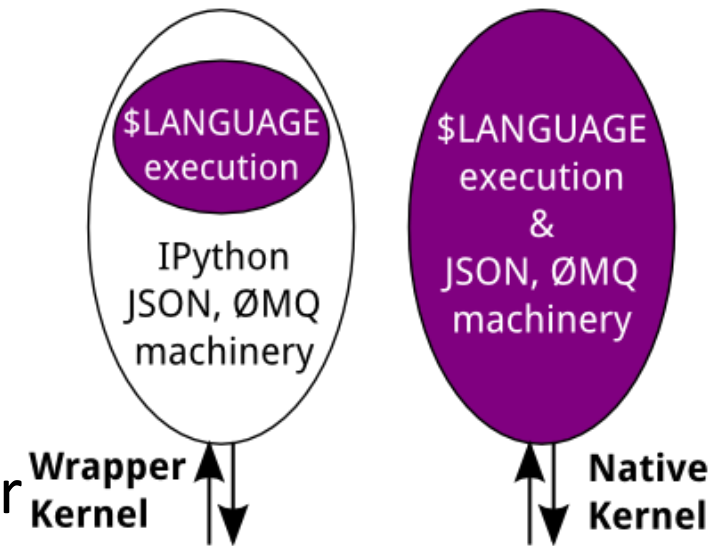 $LANGUAGE
execution
IPython
JSON, ØMQ
machinery
r
Wrapper
Kernel
$LANGUAGE
execution
&
JSON, ØMQ
machinery
Native
Kernel